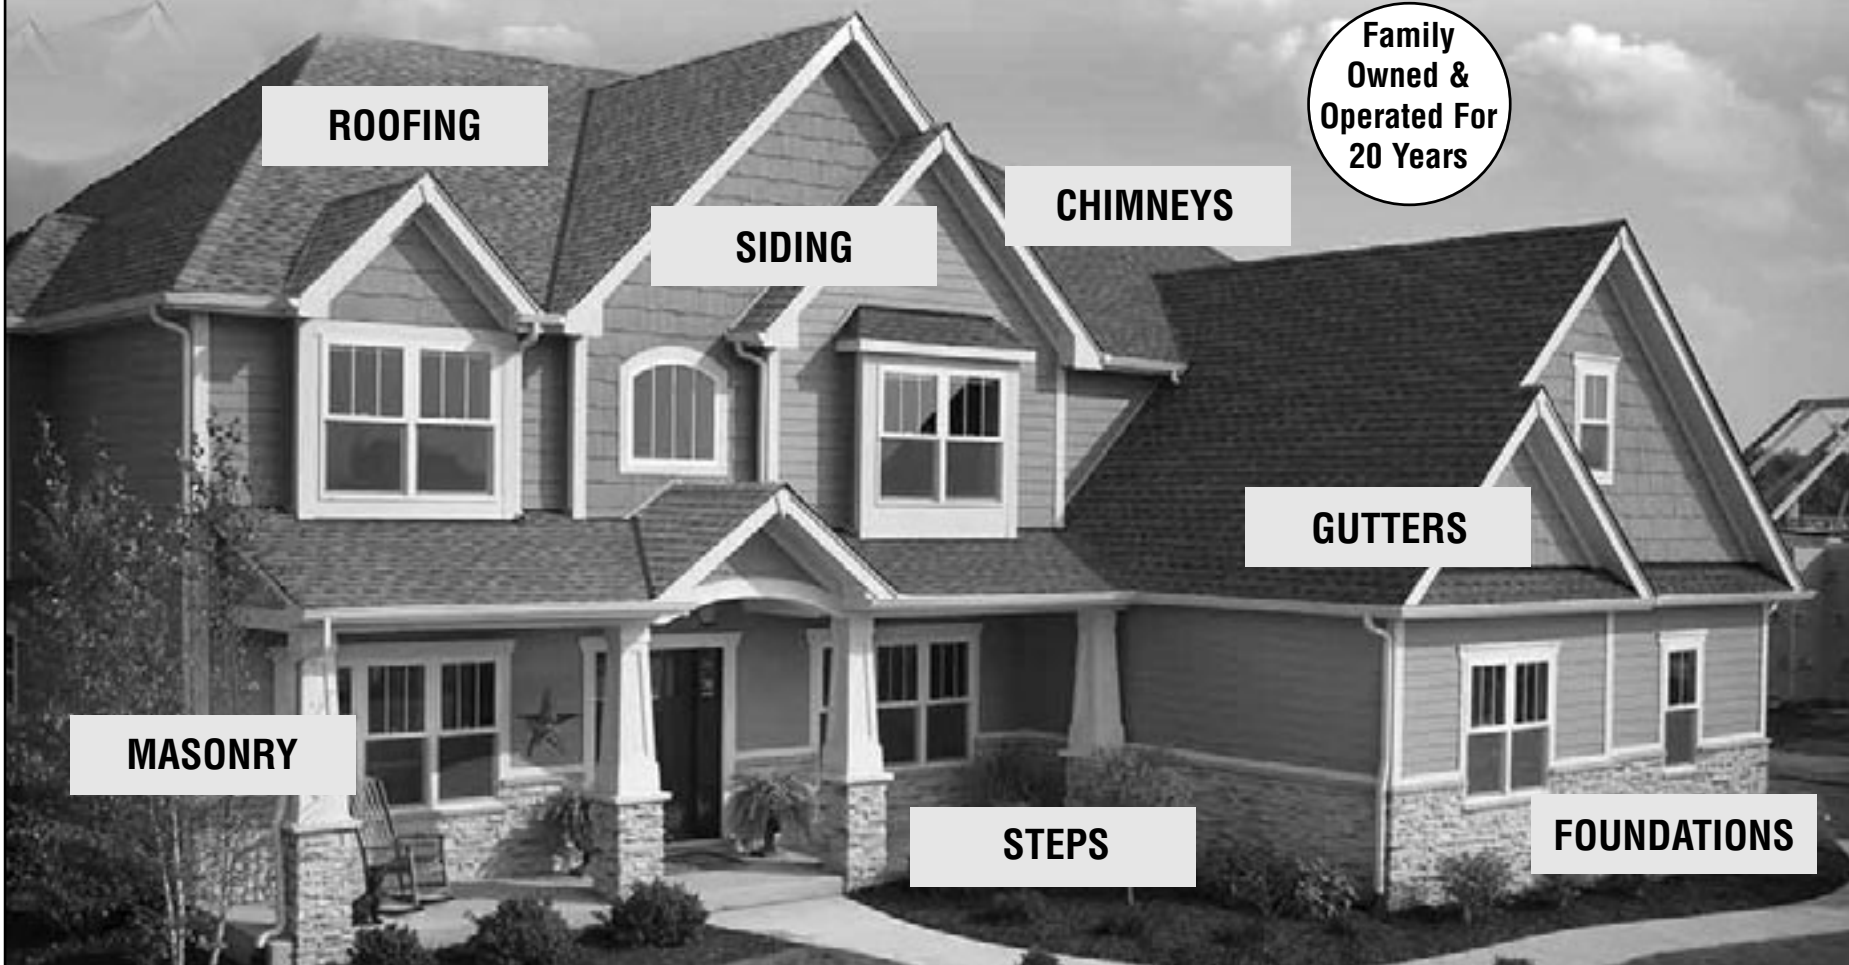 Family
Owned &
Operated For
20 Years
ROOFING
CHIMNEYS
SIDING
GUTTERS
MASONRY
STEPS
FOUNDATIONS